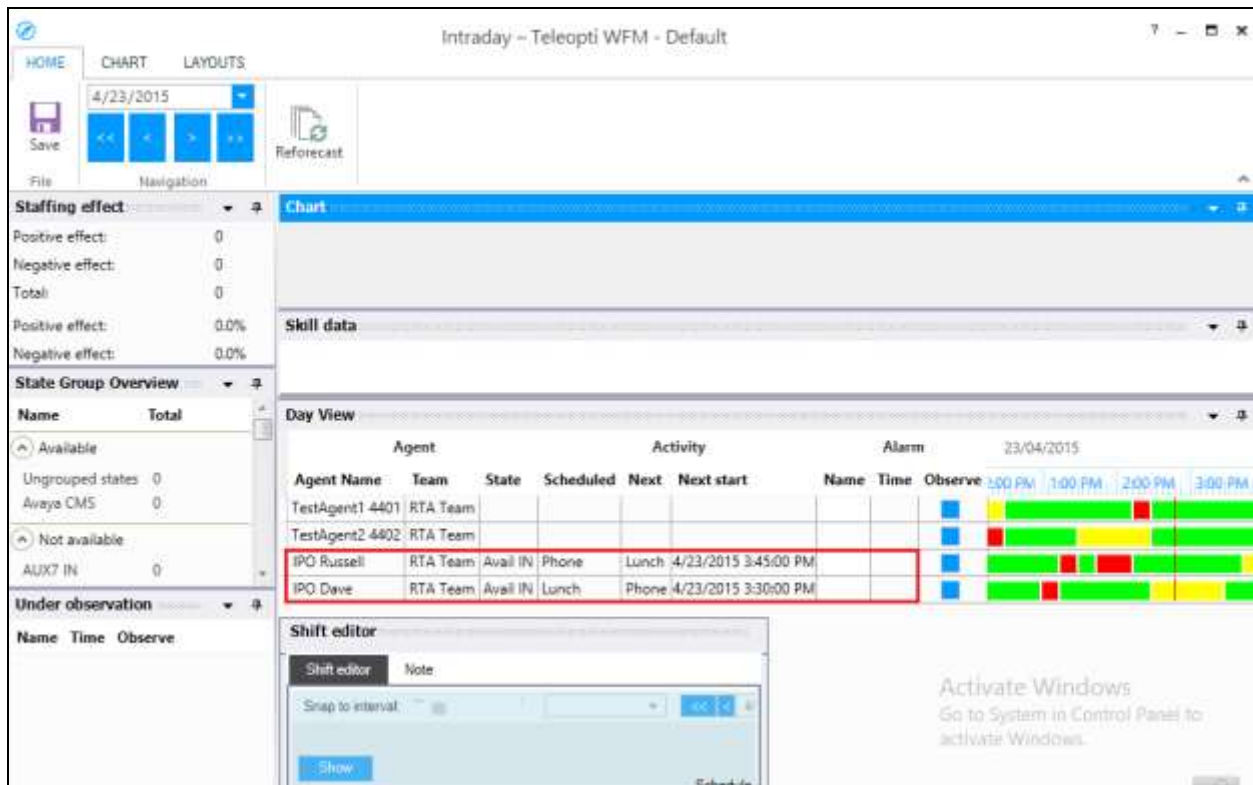 Intraday – Teleopti WFM - Default
? – x
HOME CHART LAYOUTS
4/23/2015
Save
<< < > >>
Reforecast
File Navigation
Staffing effect
Positive effect: 0
Negative effect: 0
Total: 0
Positive effect: 0.0%
Negative effect: 0.0%
Chart
Skill data
State Group Overview
Name Total
Available
Ungrouped states 0
Avaya CMS 0
Not available
AUX7 IN 0
Under observation
Name Time Observe
Day View
Agent Activity Alarm 23/04/2015
Agent Name Team State Scheduled Next Next start Name Time Observe :00 PM 1:00 PM 2:00 PM 3:00 PM
TestAgent1 4401 RTA Team
TestAgent2 4402 RTA Team
IPO Russell RTA Team Avail IN Phone Lunch 4/23/2015 3:45:00 PM
IPO Dave RTA Team Avail IN Lunch Phone 4/23/2015 3:30:00 PM
Shift editor
Shift editor Note
Snap to interval: << <
Show
Activate Windows
Go to System in Control Panel to
activate Windows.